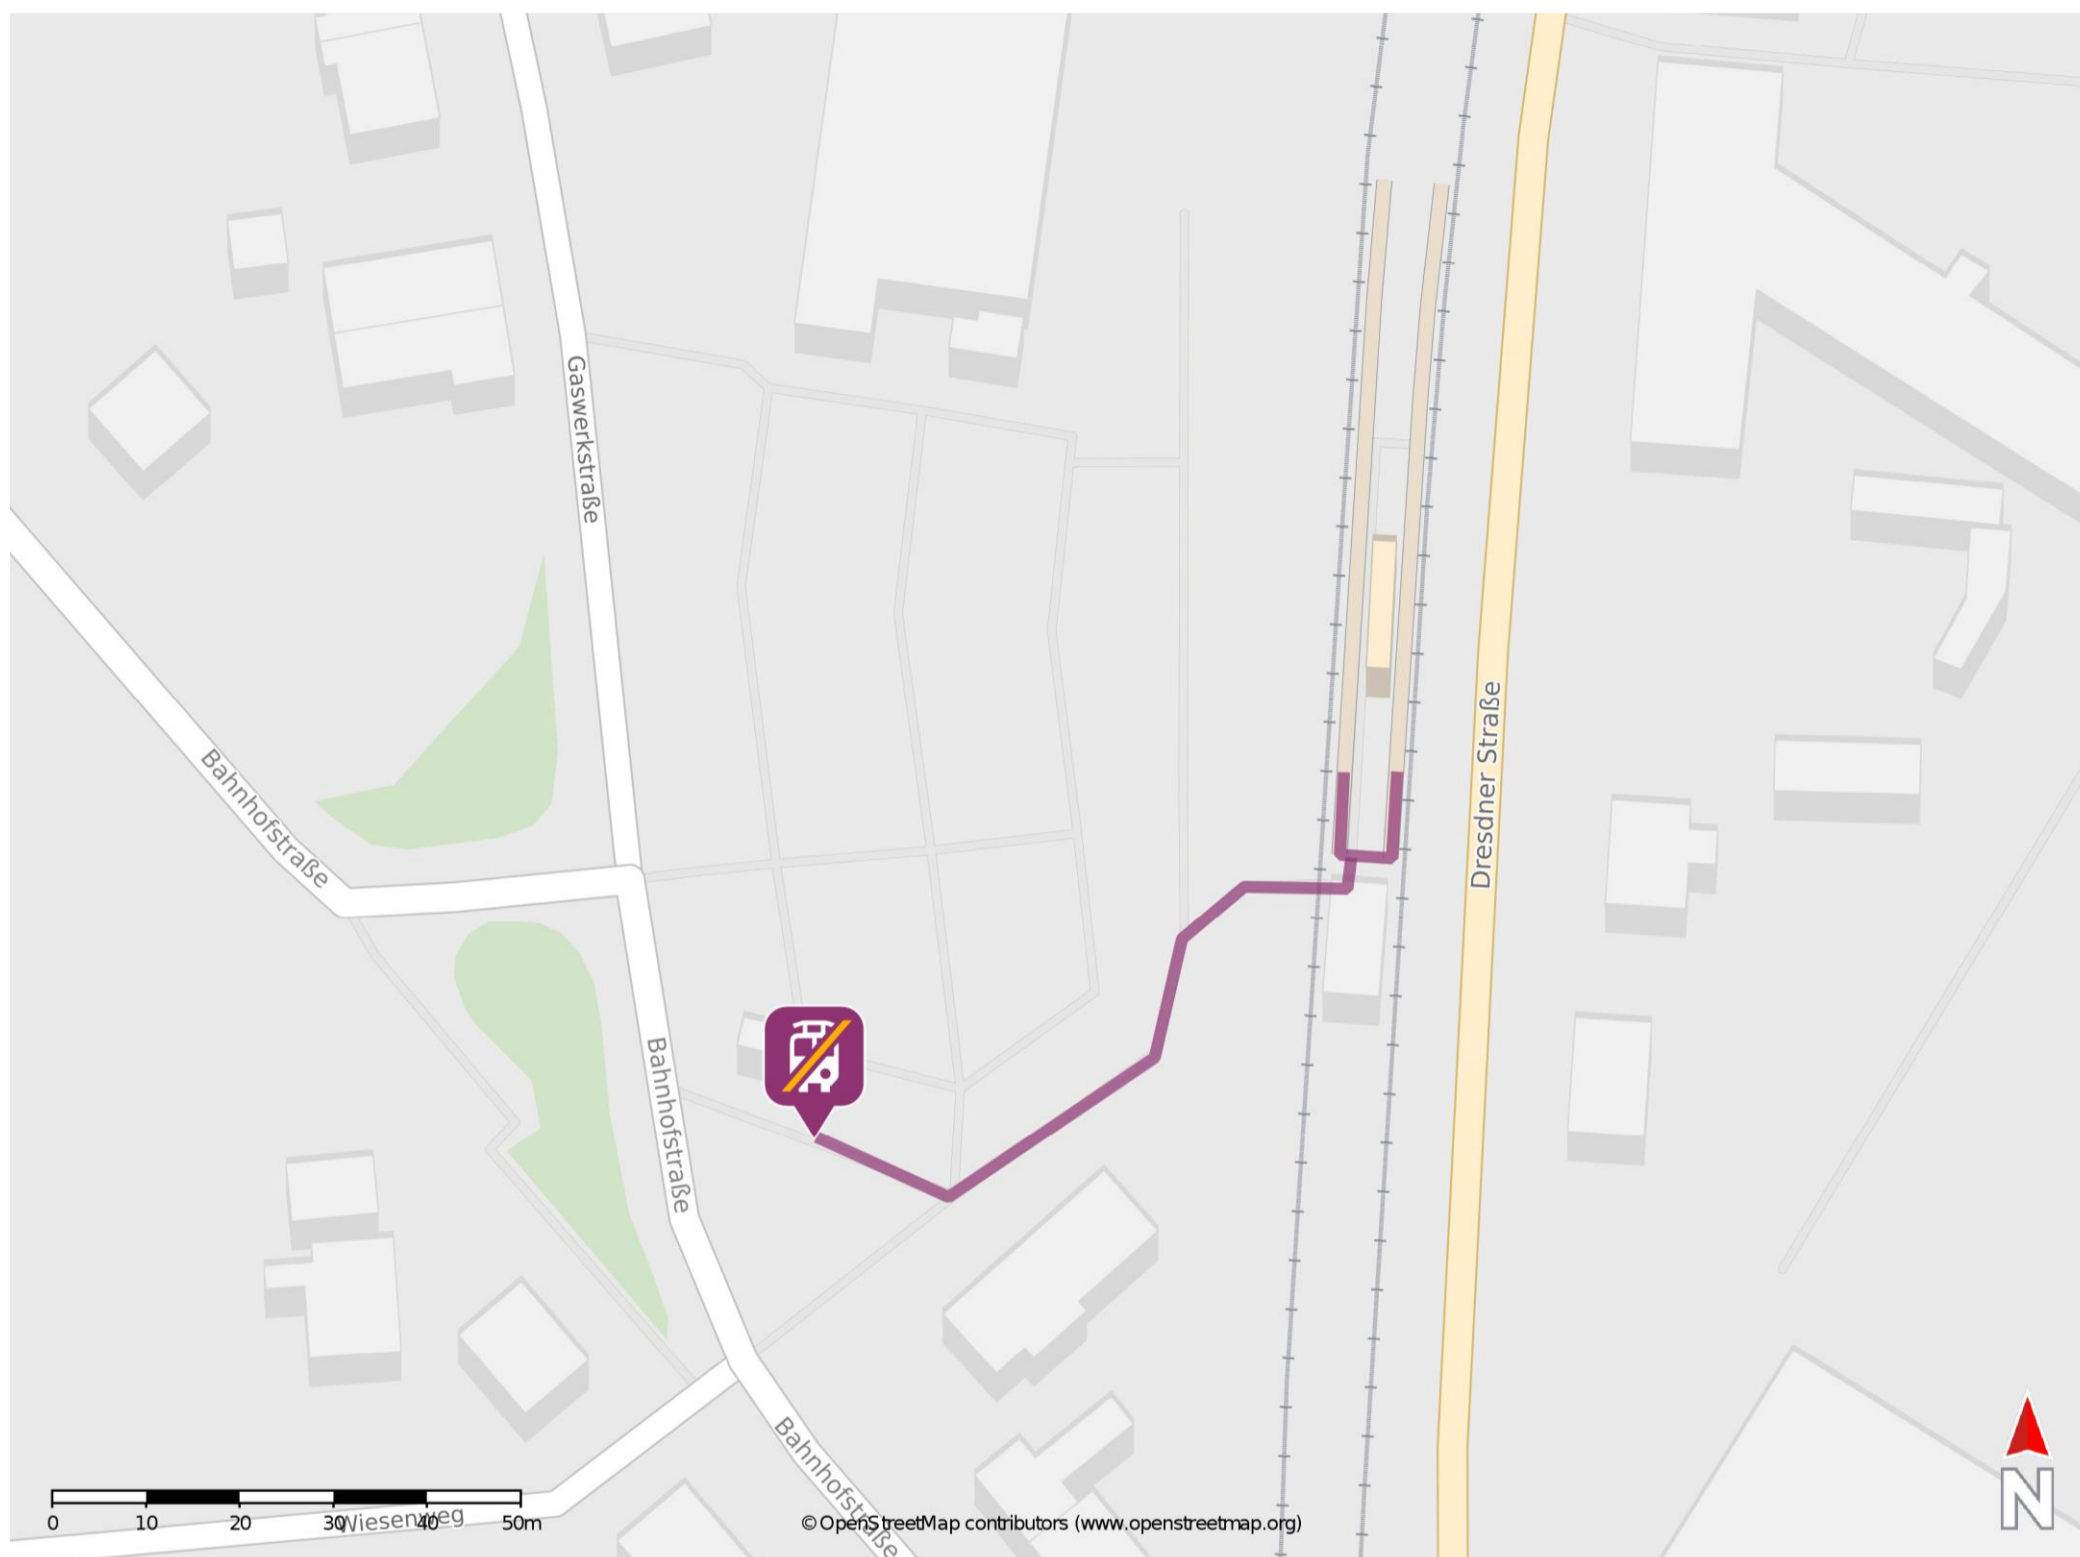 Gaswerkstraße
Bahnhofstraße
Dresdner Straße
Bahnhofstraße
Bahnhofstraße
Wiesenweg
0 10 20 30 40 50m
© OpenStreetMap contributors (www.openstreetmap.org)
N